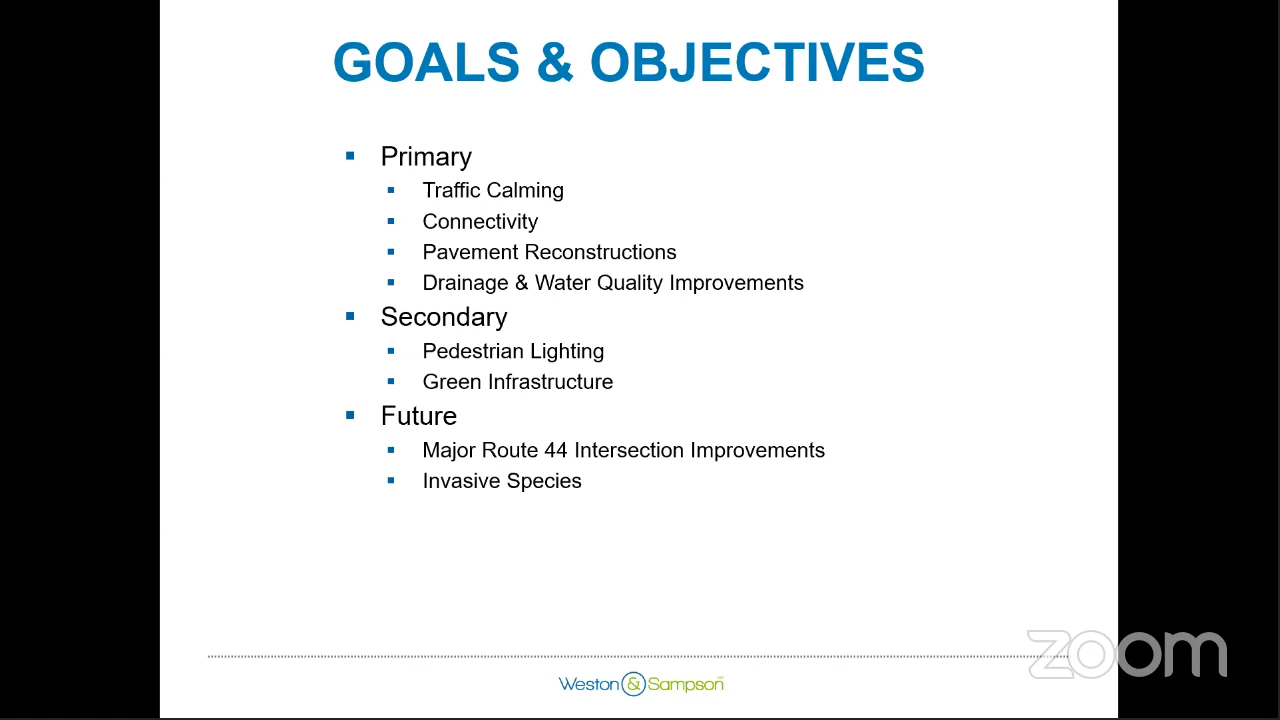 GOALS & OBJECTIVES
Primary
Traffic Calming
Connectivity
Pavement Reconstructions
Drainage & Water Quality Improvements
Secondary
Pedestrian Lighting
Green Infrastructure
Future
Major Route 44 Intersection Improvements
Invasive Species
zoom
Weston & Sampson